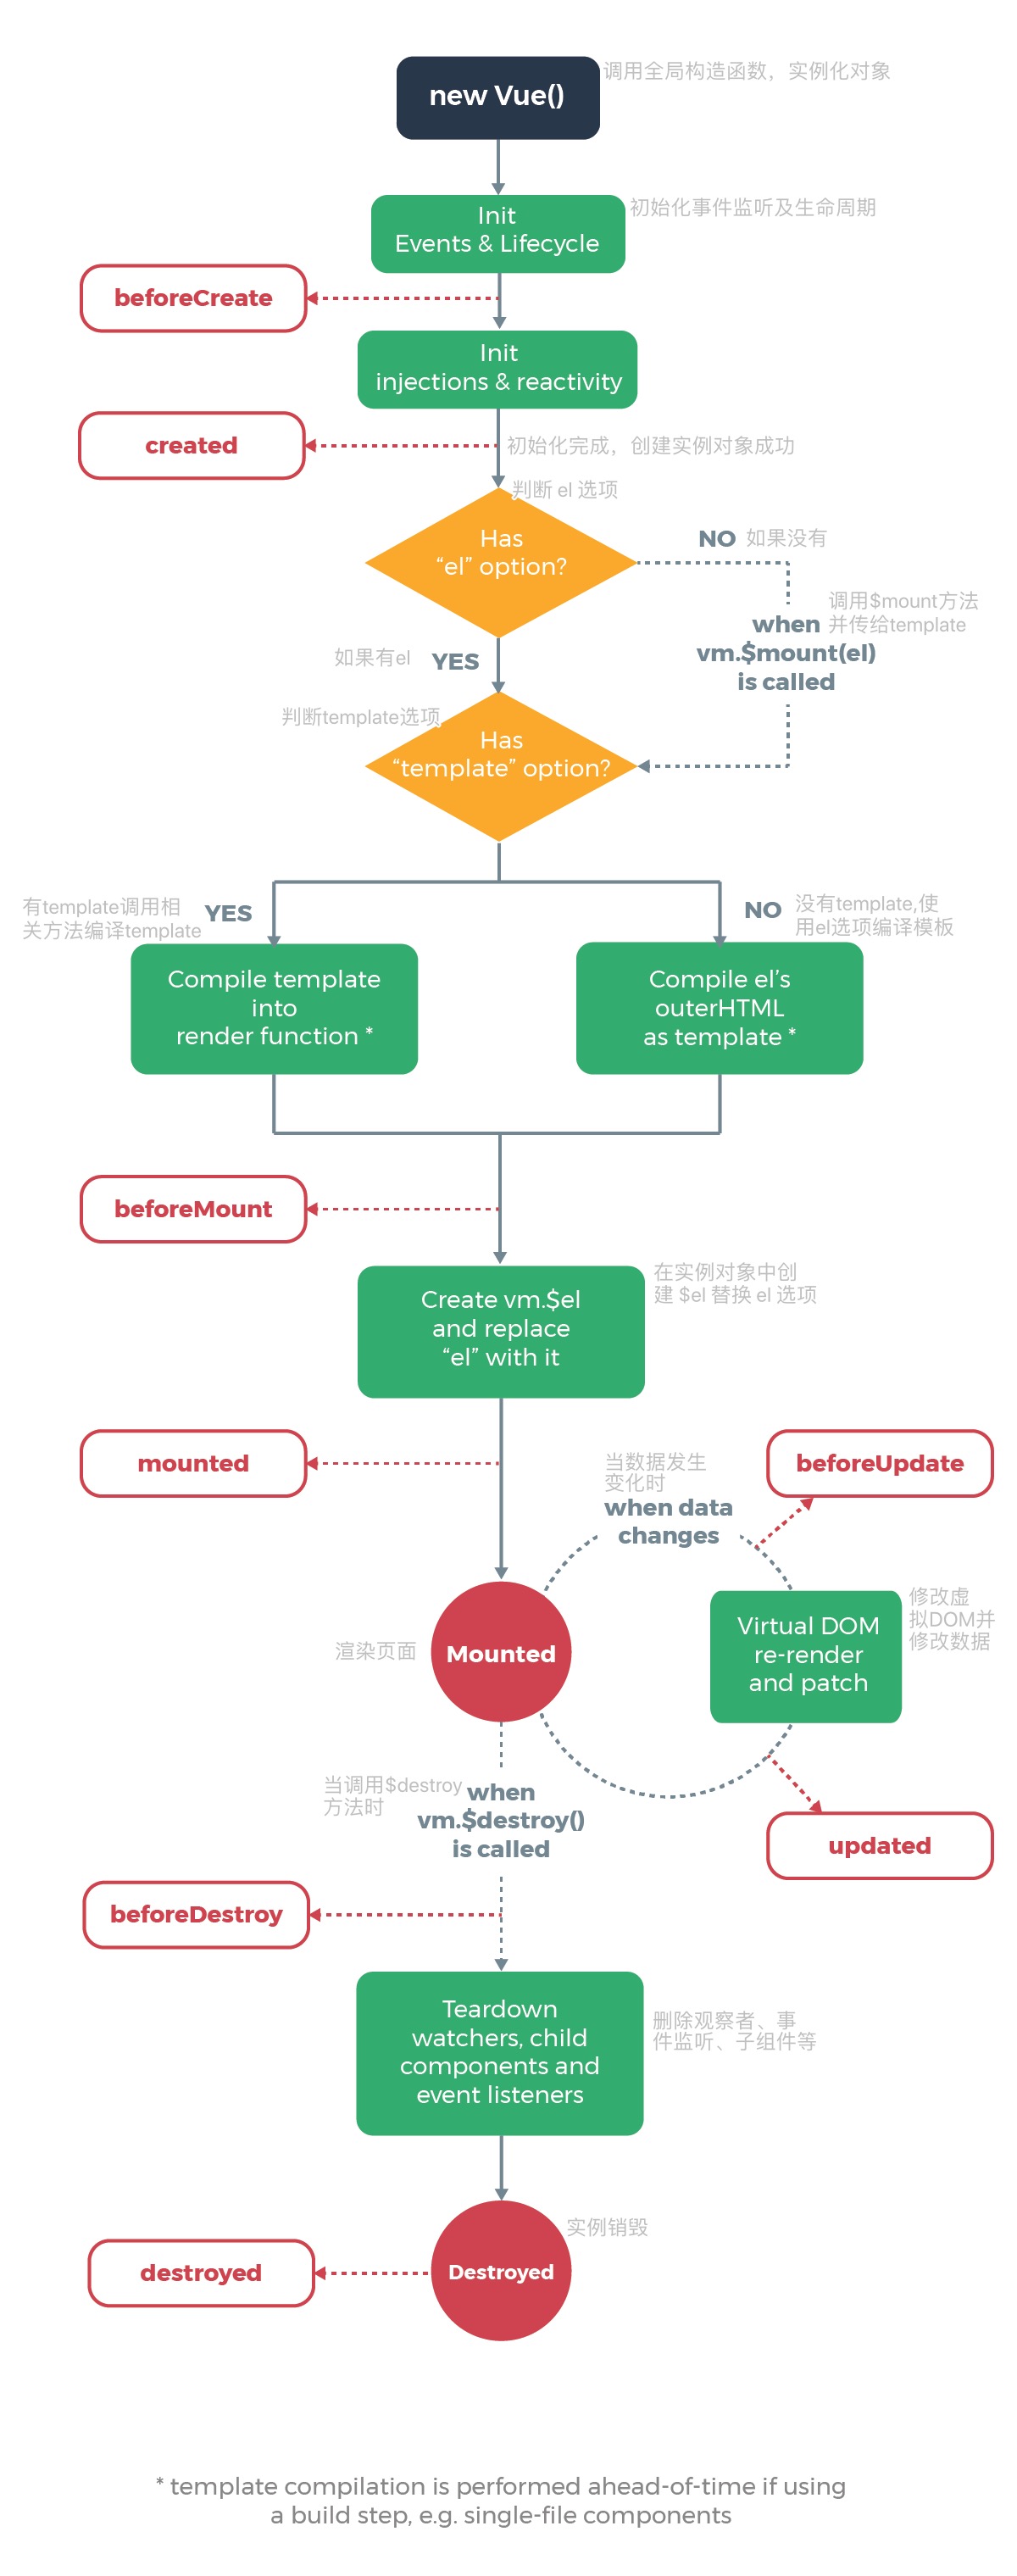 new Vue()
调用全局构造函数，实例化对象
Init
Events & Lifecycle
初始化事件监听及生命周期
beforeCreate
Init
injections & reactivity
created
初始化完成，创建实例对象成功
判断 el 选项
Has
“el” option?
NO 如果没有
调用$mount方法
并传给template
when
vm.$mount(el)
is called
如果有el YES
判断template选项
Has
“template” option?
有template调用相
关方法编译template
YES
NO
没有template,使
用el选项编译模板
Compile template
into
render function *
Compile el’s
outerHTML
as template *
beforeMount
Create vm.$el
and replace
“el” with it
在实例对象中创
建 $el 替换 el 选项
mounted
当数据发生
变化时
when data
changes
beforeUpdate
渲染页面
Mounted
Virtual DOM
re-render
and patch
修改虚
拟DOM并
修改数据
当调用$destroy
方法时
when
vm.$destroy()
is called
updated
beforeDestroy
Teardown
watchers, child
components and
event listeners
删除观察者、事
件监听、子组件等
实例销毁
destroyed
Destroyed
* template compilation is performed ahead-of-time if using
a build step, e.g. single-file components